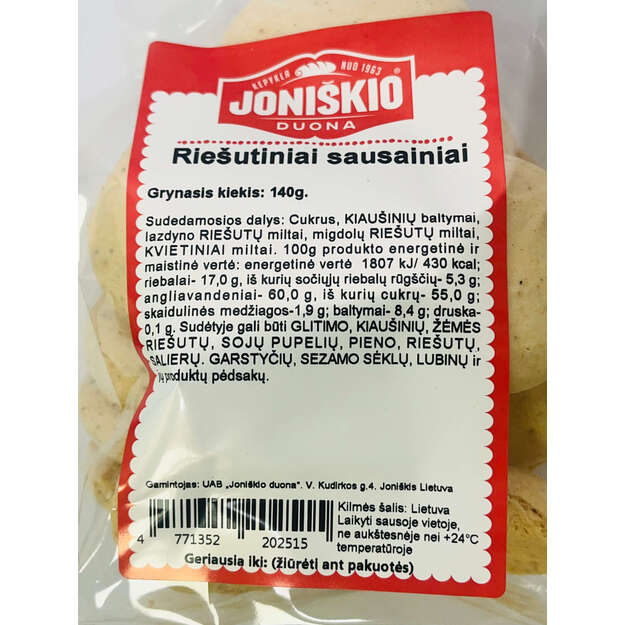 KEPYKLA NUO 1963
JONIŠKIO®
DUONA
Riešutiniai sausainiai
Grynasis kiekis: 140g.
Sudedamosios dalys: Cukrus, KIAUŠINIŲ baltymai,
lazdyno RIEŠUTŲ miltai, migdolų RIEŠUTŲ miltai,
KVIETINIAI miltai. 100g produkto energetinė ir
maistinė vertė: energetinė vertė 1807 kJ/ 430 kcal;
riebalai- 17,0 g, iš kurių sočiųjų riebalų rūgščių- 5,3 g;
angliavandeniai- 60,0 g, iš kurių cukrų- 55,0 g;
skaidulinės medžiagos-1,9 g; baltymai- 8,4 g; druska-
0,1 g. Sudėtyje gali būti GLITIMO, KIAUŠINIŲ, ŽEMĖS
RIEŠUTŲ, SOJŲ PUPELIŲ, PIENO, RIEŠUTŲ,
SALIERŲ. GARSTYČIŲ, SEZAMO SĖKLŲ, LUBINŲ ir
produktų pėdsakų.
Gamintojas: UAB „Joniškio duona". V. Kudirkos g.4. Joniškis Lietuva
Kilmės šalis: Lietuva
Laikyti sausoje vietoje,
ne aukštesnėje nei +24°C
temperatūroje
4 771352 202515
Geriausia iki: (žiūrėti ant pakuotės)